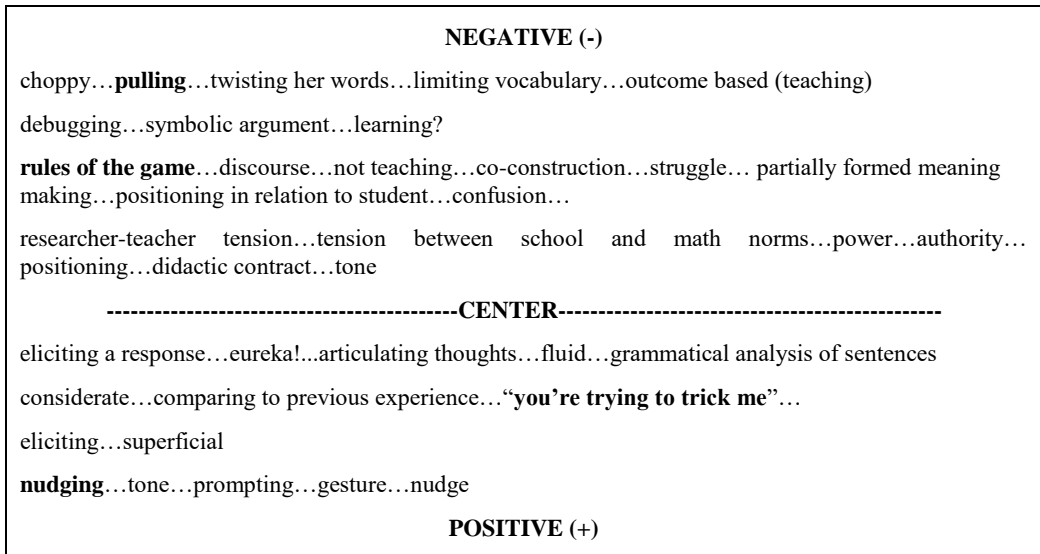 NEGATIVE (-)
choppy…pulling…twisting her words…limiting vocabulary…outcome based (teaching)
debugging…symbolic argument…learning?
rules of the game…discourse…not teaching…co-construction…struggle… partially formed meaning
making…positioning in relation to student…confusion…
researcher-teacher tension…tension between school and math norms…power…authority…
positioning…didactic contract…tone
--------------------------------------------CENTER------------------------------------------------
eliciting a response…eureka!...articulating thoughts…fluid…grammatical analysis of sentences
considerate…comparing to previous experience…“you’re trying to trick me”…
eliciting…superficial
nudging…tone…prompting…gesture…nudge
POSITIVE (+)